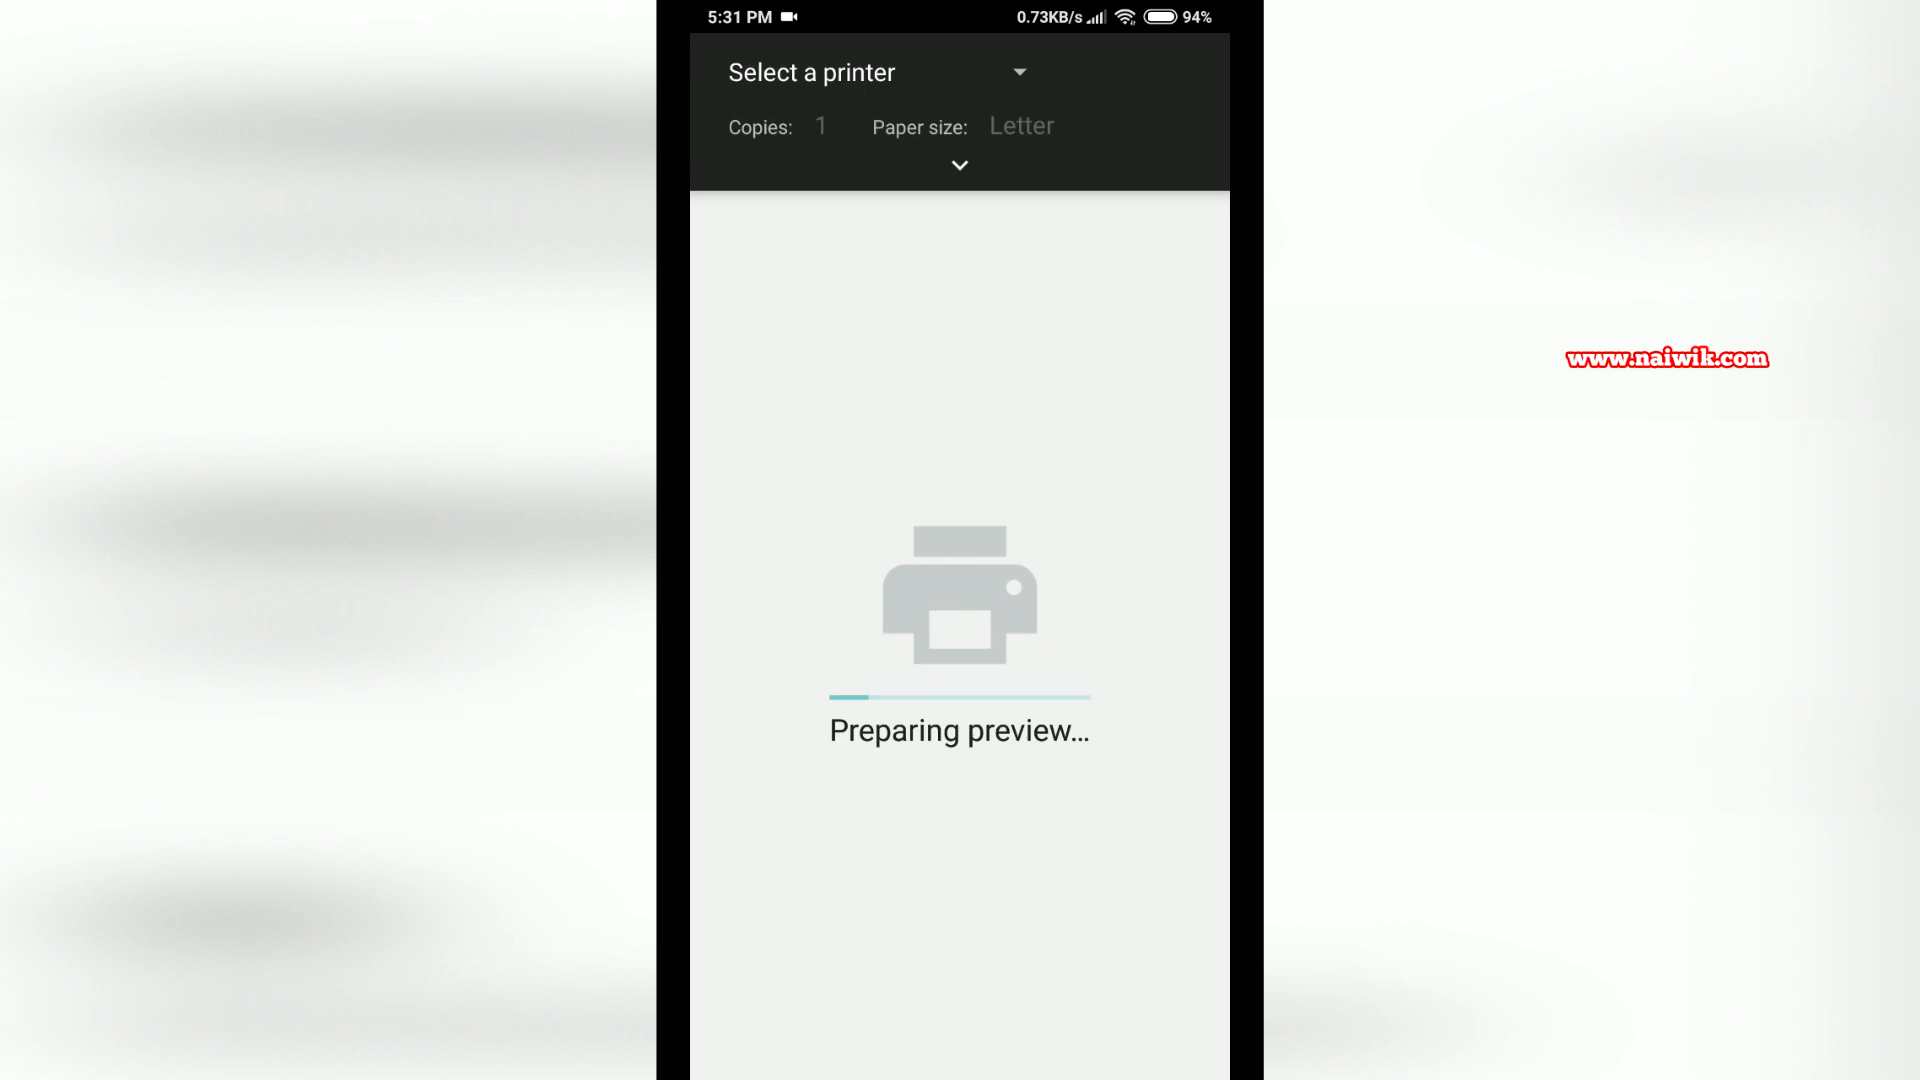 5:31 PM 0.73KB/s 94%
Select a printer
Copies: 1 Paper size: Letter
www.naiwik.com
Preparing preview...